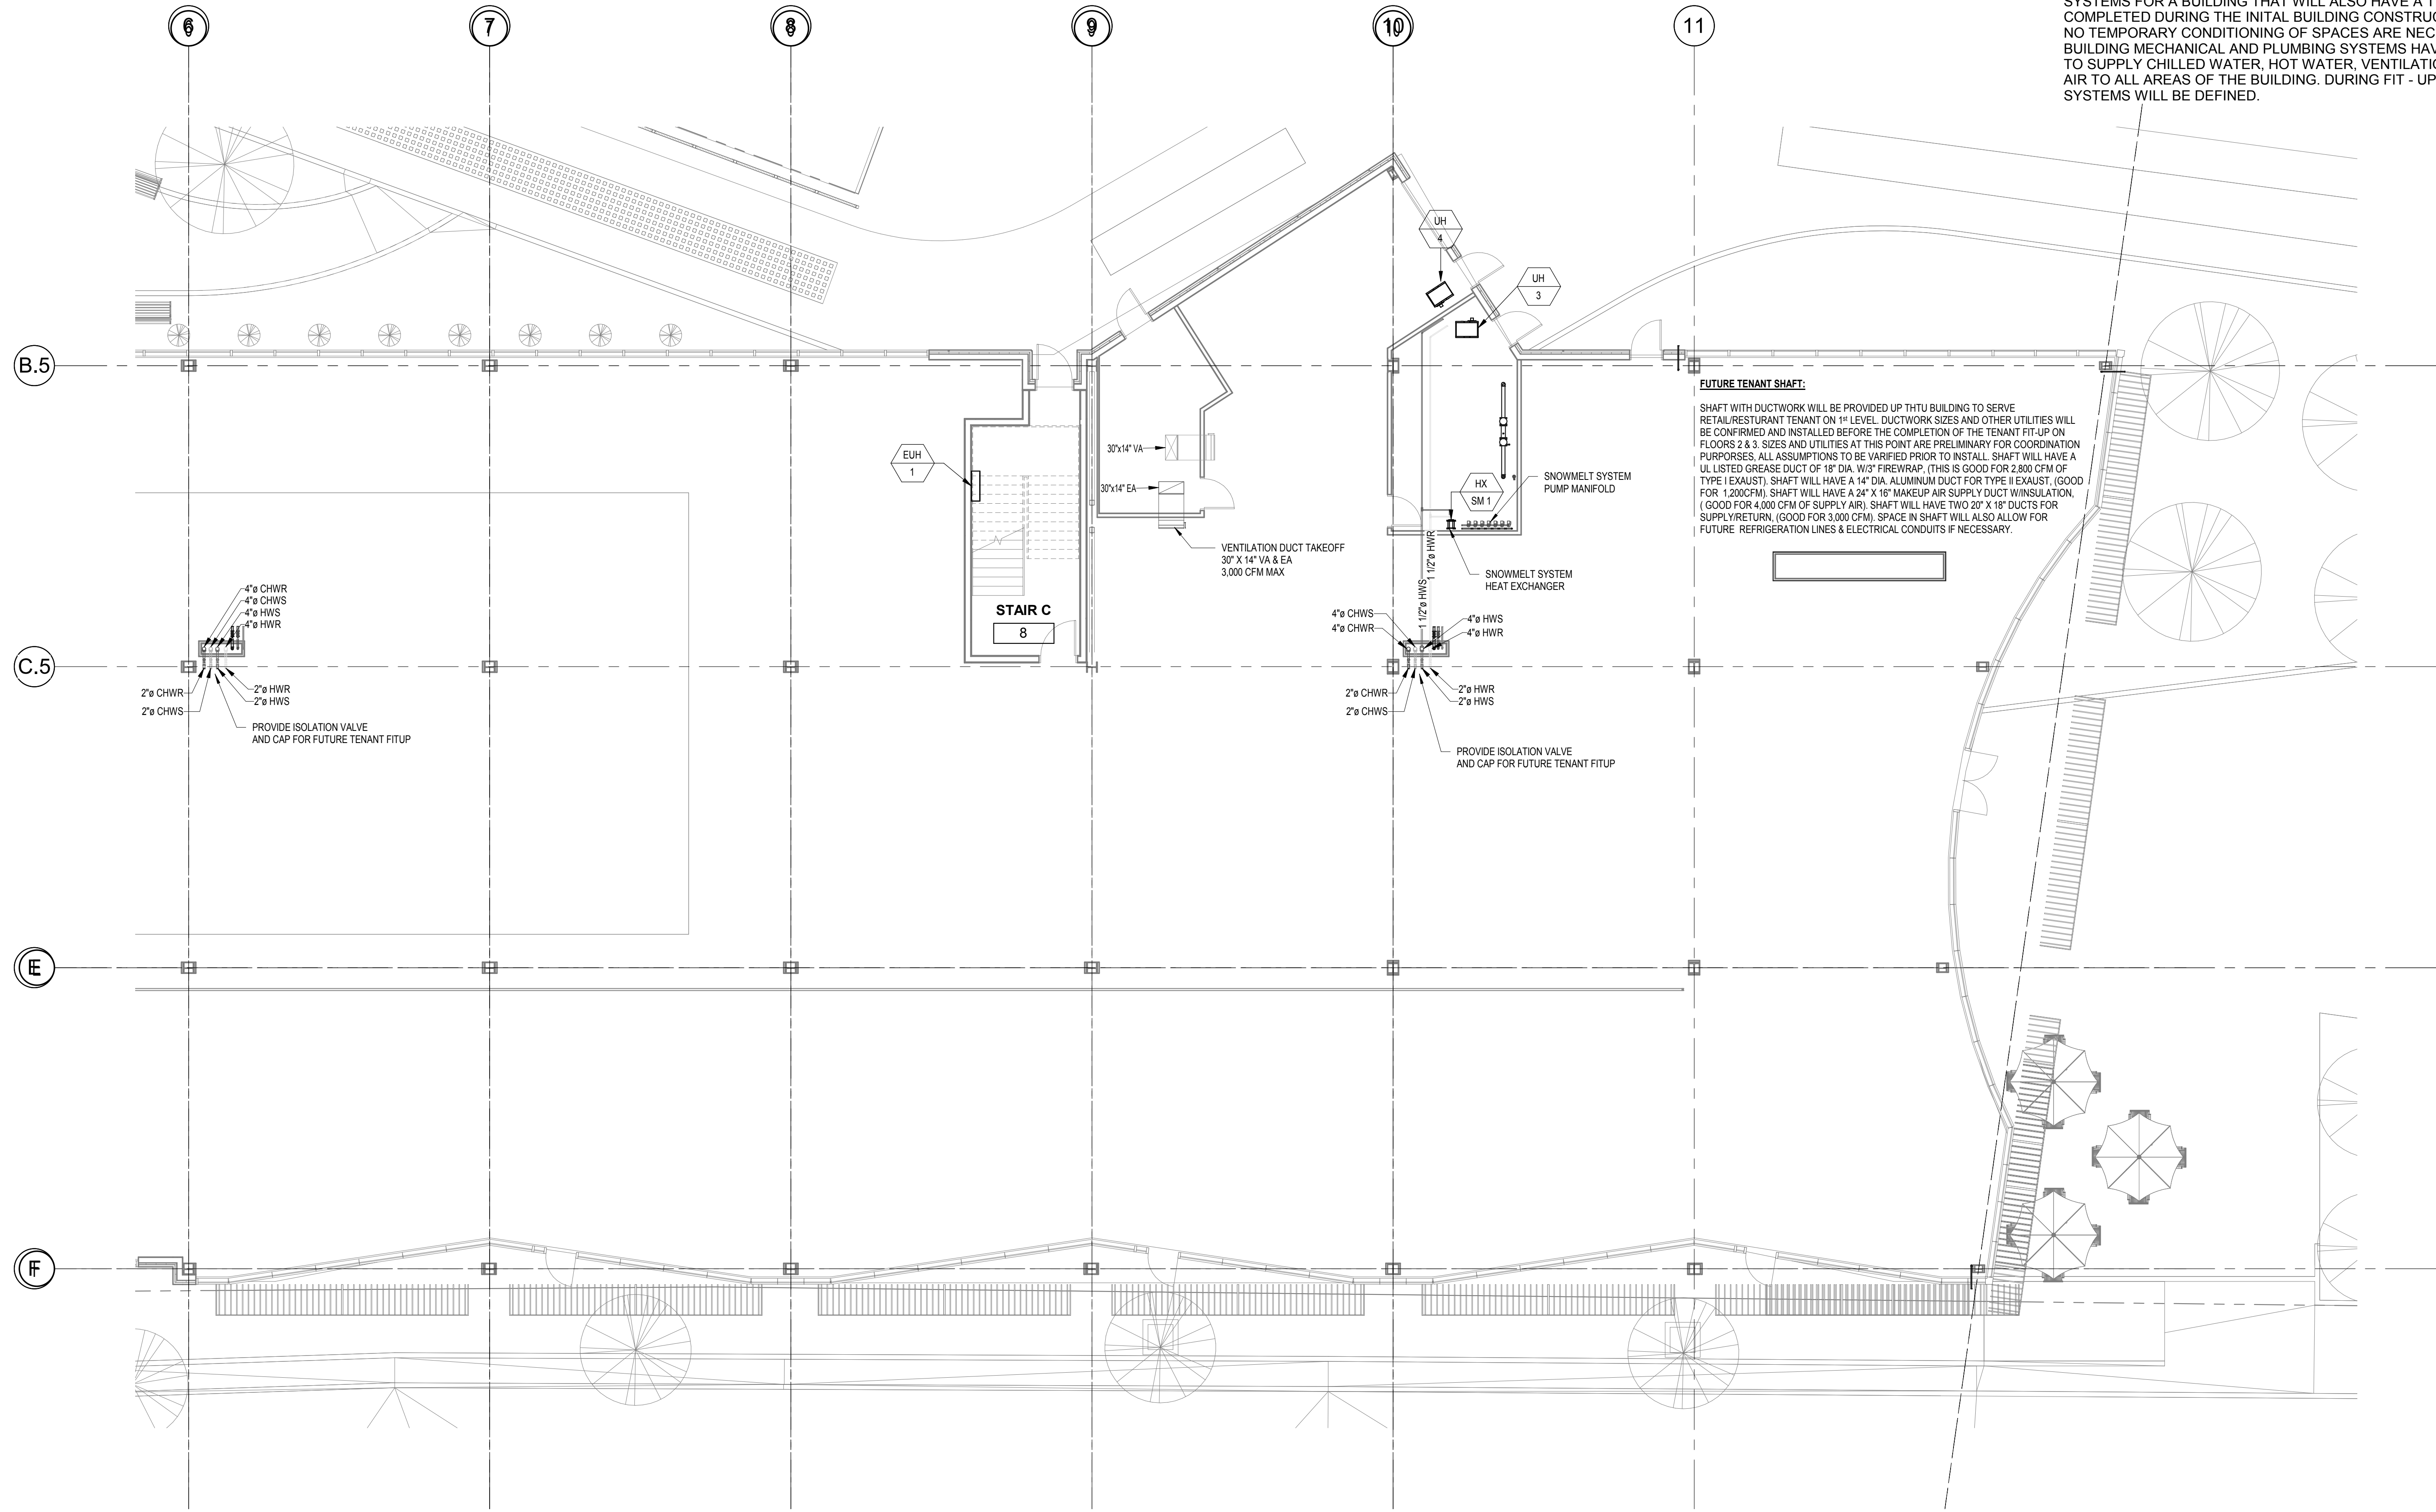 6
7
8
9
10
11
SYSTEMS FOR A BUILDING THAT WILL ALSO HAVE A
COMPLETED DURING THE INITAL BUILDING
NO TEMPORARY CONDITIONING OF SPACES ARE
BUILDING MECHANICAL AND PLUMBING SYSTEMS
TO SUPPLY CHILLED WATER, HOT WATER,
AIR TO ALL AREAS OF THE BUILDING. DURING FIT - UP
SYSTEMS WILL BE DEFINED.
UH
4
UH
3
B.5
FUTURE TENANT SHAFT:
SHAFT WITH DUCTWORK WILL BE PROVIDED UP THTU BUILDING TO SERVE
RETAIL/RESTURANT TENANT ON 1st LEVEL. DUCTWORK SIZES AND OTHER UTILITIES WILL
BE CONFIRMED AND INSTALLED BEFORE THE COMPLETION OF THE TENANT FIT-UP ON
FLOORS 2 & 3. SIZES AND UTILITIES AT THIS POINT ARE PRELIMINARY FOR COORDINATION
PURPORSES, ALL ASSUMPTIONS TO BE VARIFIED PRIOR TO INSTALL. SHAFT WILL HAVE A
UL LISTED GREASE DUCT OF 18" DIA. W/3" FIREWRAP, (THIS IS GOOD FOR 2,800 CFM OF
TYPE I EXAUST). SHAFT WILL HAVE A 14" DIA. ALUMINUM DUCT FOR TYPE II EXAUST, (GOOD
FOR 1,200CFM). SHAFT WILL HAVE A 24" X 16" MAKEUP AIR SUPPLY DUCT W/INSULATION,
( GOOD FOR 4,000 CFM OF SUPPLY AIR). SHAFT WILL HAVE TWO 20" X 18" DUCTS FOR
SUPPLY/RETURN, (GOOD FOR 3,000 CFM). SPACE IN SHAFT WILL ALSO ALLOW FOR
FUTURE REFRIGERATION LINES & ELECTRICAL CONDUITS IF NECESSARY.
EUH
1
30"x14" VA
30"x14" EA
VENTILATION DUCT TAKEOFF
30" X 14" VA & EA
3,000 CFM MAX
HX
SM 1
SNOWMELT SYSTEM
PUMP MANIFOLD
SNOWMELT SYSTEM
HEAT EXCHANGER
1 1/2"ø HWR
1 1/2"ø HWS
STAIR C
8
4"ø CHWR
4"ø CHWS
4"ø HWS
4"ø HWR
4"ø CHWS
4"ø CHWR
4"ø HWS
4"ø HWR
C.5
2"ø CHWR
2"ø CHWS
2"ø HWR
2"ø HWS
PROVIDE ISOLATION VALVE
AND CAP FOR FUTURE TENANT FITUP
2"ø CHWR
2"ø CHWS
2"ø HWR
2"ø HWS
PROVIDE ISOLATION VALVE
AND CAP FOR FUTURE TENANT FITUP
E
F